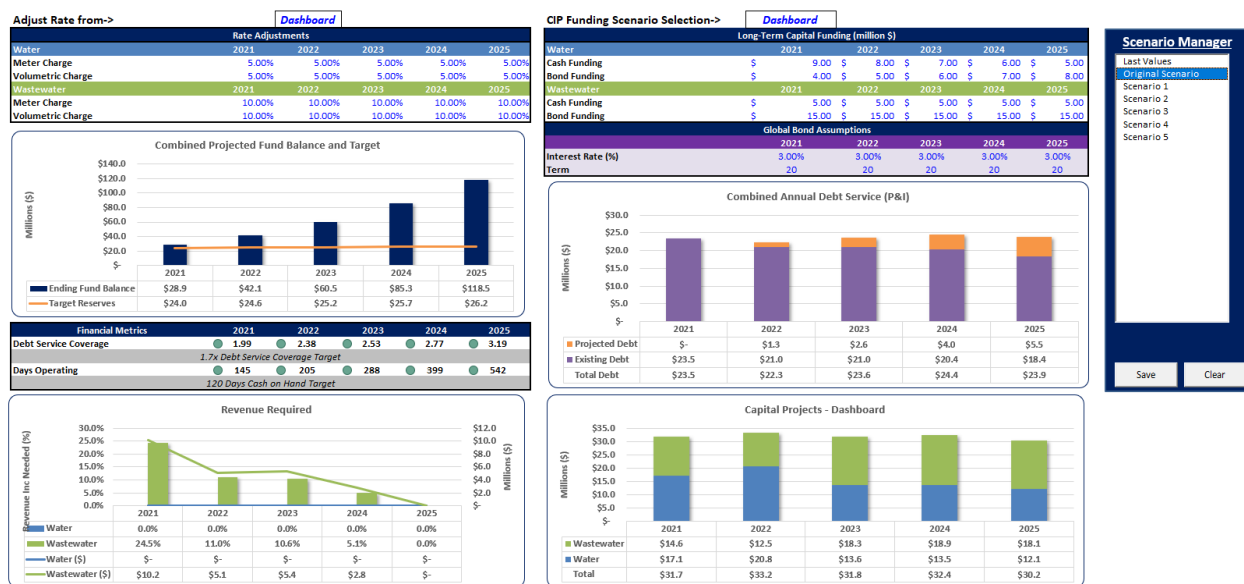 Adjust Rate from-> Dashboard
Rate Adjustments
Water 2021 2022 2023 2024 2025
Meter Charge 5.00% 5.00% 5.00% 5.00% 5.00%
Volumetric Charge 5.00% 5.00% 5.00% 5.00% 5.00%
Wastewater 2021 2022 2023 2024 2025
Meter Charge 10.00% 10.00% 10.00% 10.00% 10.00%
Volumetric Charge 10.00% 10.00% 10.00% 10.00% 10.00%
Combined Projected Fund Balance and Target
Millions ($)
$140.0
$120.0
$100.0
$80.0
$60.0
$40.0
$20.0
$-
2021 2022 2023 2024 2025
Ending Fund Balance $28.9 $42.1 $60.5 $85.3 $118.5
Target Reserves $24.0 $24.6 $25.2 $25.7 $26.2
Financial Metrics 2021 2022 2023 2024 2025
Debt Service Coverage 1.99 2.38 2.53 2.77 3.19
1.7x Debt Service Coverage Target
Days Operating 145 205 288 399 542
120 Days Cash on Hand Target
Revenue Required
Revenue Inc Needed (%)
30.0%
25.0%
20.0%
15.0%
10.0%
5.0%
0.0%
$12.0
$10.0
$8.0
$6.0
$4.0
$2.0
$-
Millions ($)
2021 2022 2023 2024 2025
Water 0.0% 0.0% 0.0% 0.0% 0.0%
Wastewater 24.5% 11.0% 10.6% 5.1% 0.0%
Water ($) $- $- $- $- $-
Wastewater ($) $10.2 $5.1 $5.4 $2.8 $-
CIP Funding Scenario Selection-> Dashboard
Long-Term Capital Funding (million $)
Water 2021 2022 2023 2024 2025
Cash Funding $ 9.00 $ 8.00 $ 7.00 $ 6.00 $ 5.00
Bond Funding $ 4.00 $ 5.00 $ 6.00 $ 7.00 $ 8.00
Wastewater 2021 2022 2023 2024 2025
Cash Funding $ 5.00 $ 5.00 $ 5.00 $ 5.00 $ 5.00
Bond Funding $ 15.00 $ 15.00 $ 15.00 $ 15.00 $ 15.00
Global Bond Assumptions
2021 2022 2023 2024 2025
Interest Rate (%) 3.00% 3.00% 3.00% 3.00% 3.00%
Term 20 20 20 20 20
Combined Annual Debt Service (P&I)
Millions ($)
$30.0
$25.0
$20.0
$15.0
$10.0
$5.0
$-
2021 2022 2023 2024 2025
Projected Debt $- $1.3 $2.6 $4.0 $5.5
Existing Debt $23.5 $21.0 $21.0 $20.4 $18.4
Total Debt $23.5 $22.3 $23.6 $24.4 $23.9
Capital Projects - Dashboard
Millions ($)
$35.0
$30.0
$25.0
$20.0
$15.0
$10.0
$5.0
$-
2021 2022 2023 2024 2025
Wastewater $14.6 $12.5 $18.3 $18.9 $18.1
Water $17.1 $20.8 $13.6 $13.5 $12.1
Total $31.7 $33.2 $31.8 $32.4 $30.2
Scenario Manager
Last Values
Original Scenario
Scenario 1
Scenario 2
Scenario 3
Scenario 4
Scenario 5
Save Clear